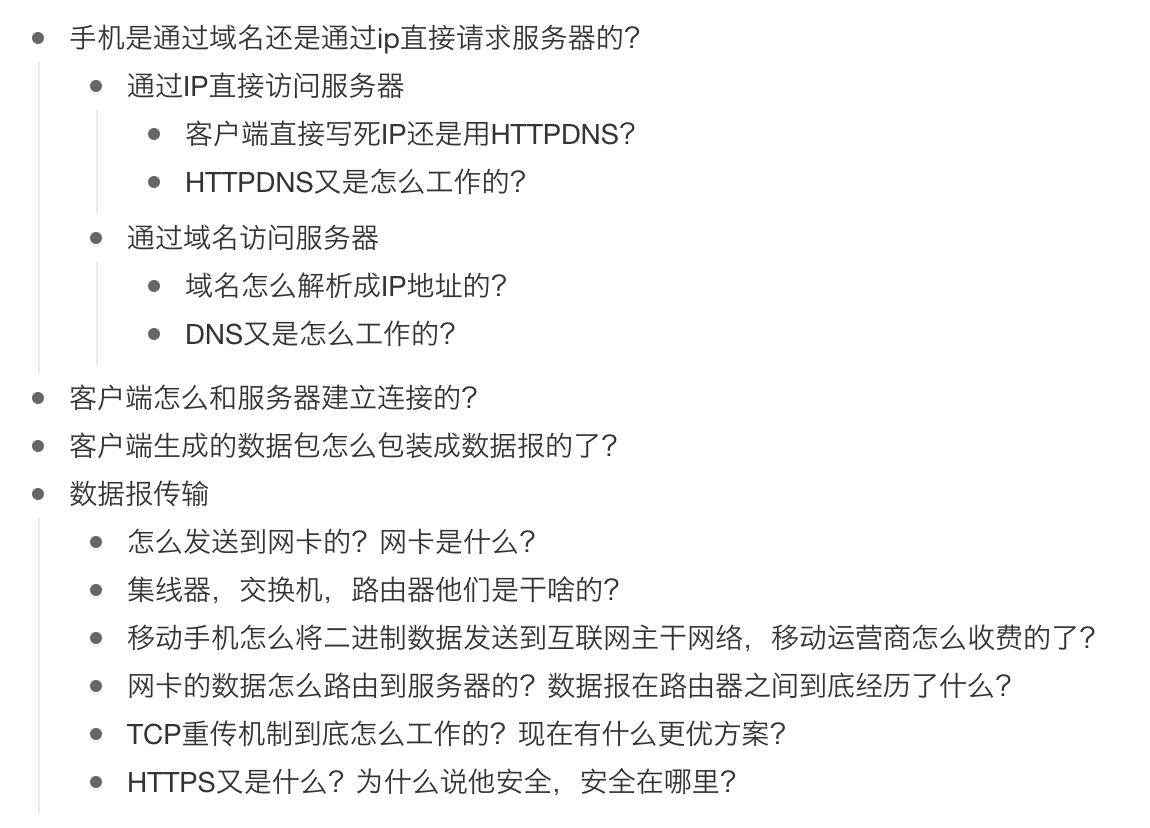 手机是通过域名还是通过ip直接请求服务器的？
通过IP直接访问服务器
客户端直接写死IP还是用HTTPDNS？
HTTPDNS又是怎么工作的？
通过域名访问服务器
域名怎么解析成IP地址的？
DNS又是怎么工作的？
客户端怎么和服务器建立连接的？
客户端生成的数据包怎么包装成数据报的了？
数据报传输
怎么发送到网卡的？网卡是什么？
集线器，交换机，路由器他们是干啥的？
移动手机怎么将二进制数据发送到互联网主干网络，移动运营商怎么收费的了？
网卡的数据怎么路由到服务器的？数据报在路由器之间到底经历了什么？
TCP重传机制到底怎么工作的？现在有什么更优方案？
HTTPS又是什么？为什么说他安全，安全在哪里？